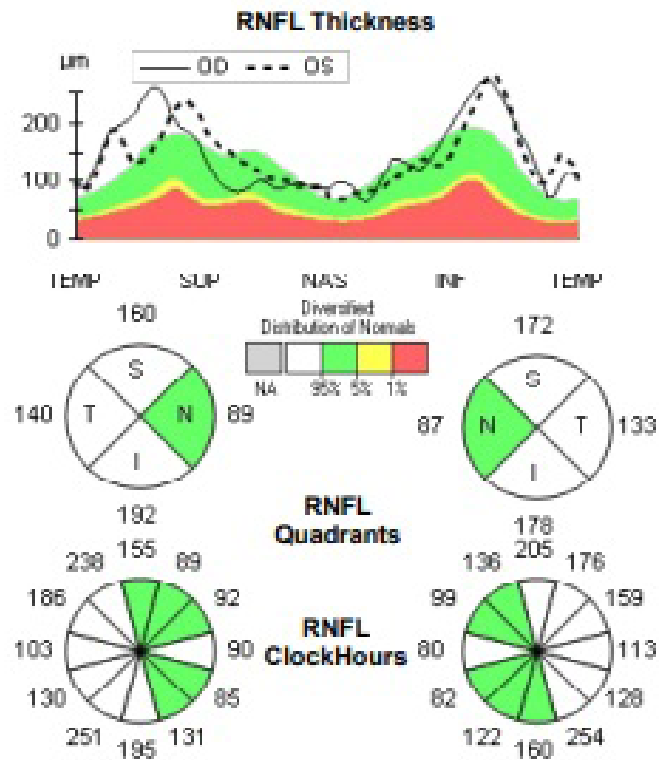 RNFL Thickness
μm
OD OS
200
100
0
TEMP SUP NAS INF TEMP
Diversified
Distribution of Normals
NA 95% 5% 1%
160
S
140 T N 89
I
192
172
S
87 N T 133
I
178
RNFL
Quadrants
238 155 89
186 92
103 90
130 85
251 195 131
RNFL
ClockHours
136 205 176
99 159
80 113
82 128
122 160 254